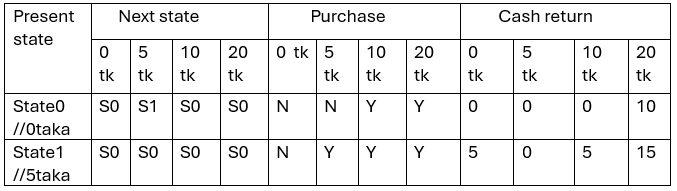 Present state Next state Purchase Cash return
0 tk 5 tk 10 tk 20 tk 0 tk 5 tk 10 tk 20 tk 0 tk 5 tk 10 tk 20 tk
State0 //0taka S0 S1 S0 S0 N N Y Y 0 0 0 10
State1 //5taka S0 S0 S0 S0 N Y Y Y 5 0 5 15